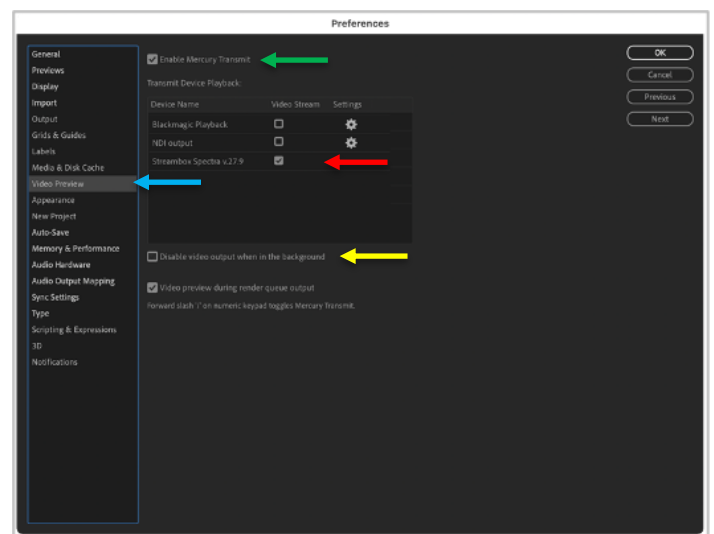 Preferences
General
Previews
Display
Import
Output
Grids & Guides
Labels
Media & Disk Cache
Video Preview
Appearance
New Project
Auto-Save
Memory & Performance
Audio Hardware
Audio Output Mapping
Sync Settings
Type
Scripting & Expressions
3D
Notifications
Enable Mercury Transmit
Transmit Device Playback:
Device Name Video Stream Settings
Blackmagic Playback
NDI output
Streambox Spectra v.27.9
Disable video output when in the background
Video preview during render queue output
Forward slash '/' on numeric keypad toggles Mercury Transmit.
OK
Cancel
Previous
Next